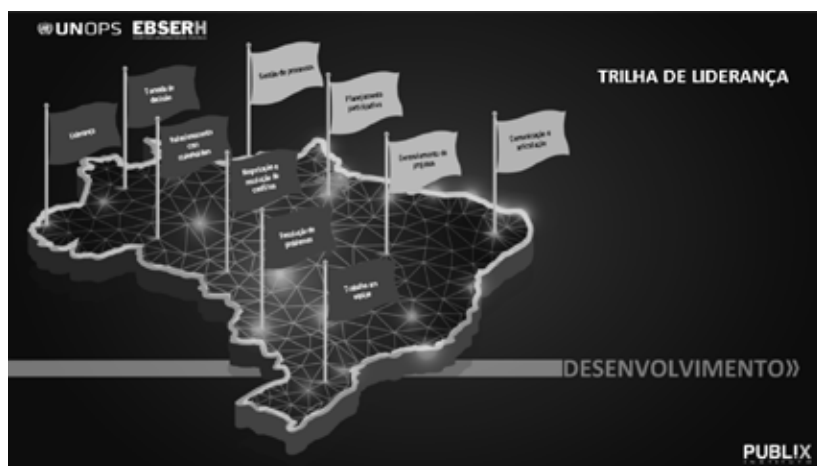 UNOPS EBSERH
TRILHA DE LIDERANÇA
Liderança
Tomada de
decisão
Relacionamento
com
Negociação e
resolução de
conflitos
Resolução de
problemas
Trabalho em
equipe
Gestão de processos
Planejamento
participativo
Gerenciamento de
projetos
Comunicação e
articulação
DESENVOLVIMENTO»
PUBLIX
INSTITUTO